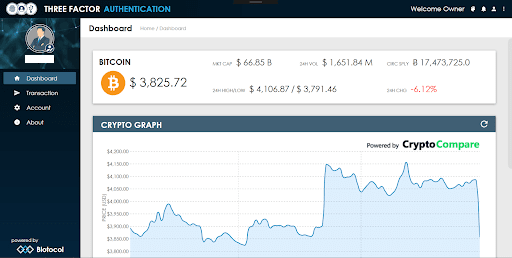 THREE FACTOR AUTHENTICATION
Welcome Owner
Dashboard
Home / Dashboard
Dashboard
Transaction
Account
About
powered by
Biotocol
BITCOIN
$ 3,825.72
MKT CAP $ 66.85 B
24H VOL $ 1,651.84 M
CIRC SPLY Ƀ 17,473,725.0
24H HIGH/LOW $ 4,106.87 / $ 3,791.46
24H CHG -6.12%
CRYPTO GRAPH
Powered by CryptoCompare
$4,200.00
$4,150.00
$4,100.00
$4,050.00
$4,000.00
$3,950.00
$3,900.00
$3,850.00
$3,800.00
PRICE (USD)